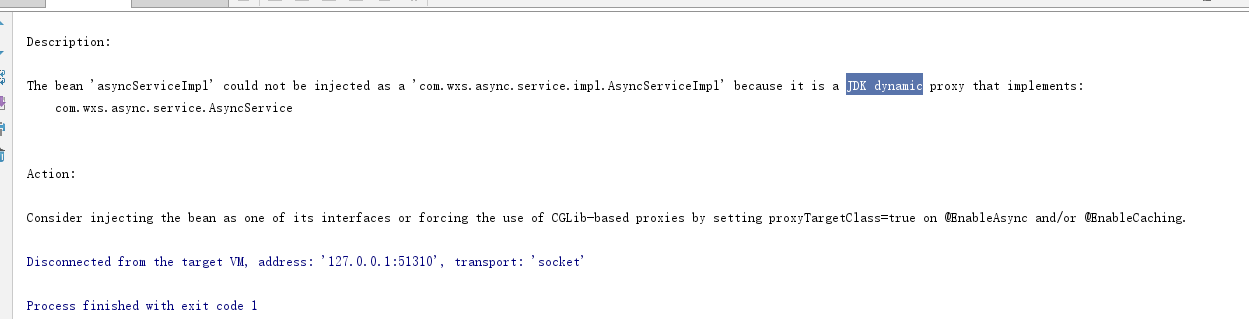 Description:
The bean 'asyncServiceImpl' could not be injected as a 'com.wxs.async.service.impl.AsyncServiceImpl' because it is a JDK dynamic proxy that implements:
com.wxs.async.service.AsyncService
Action:
Consider injecting the bean as one of its interfaces or forcing the use of CGLib-based proxies by setting proxyTargetClass=true on @EnableAsync and/or @EnableCaching.
Disconnected from the target VM, address: '127.0.0.1:51310', transport: 'socket'
Process finished with exit code 1